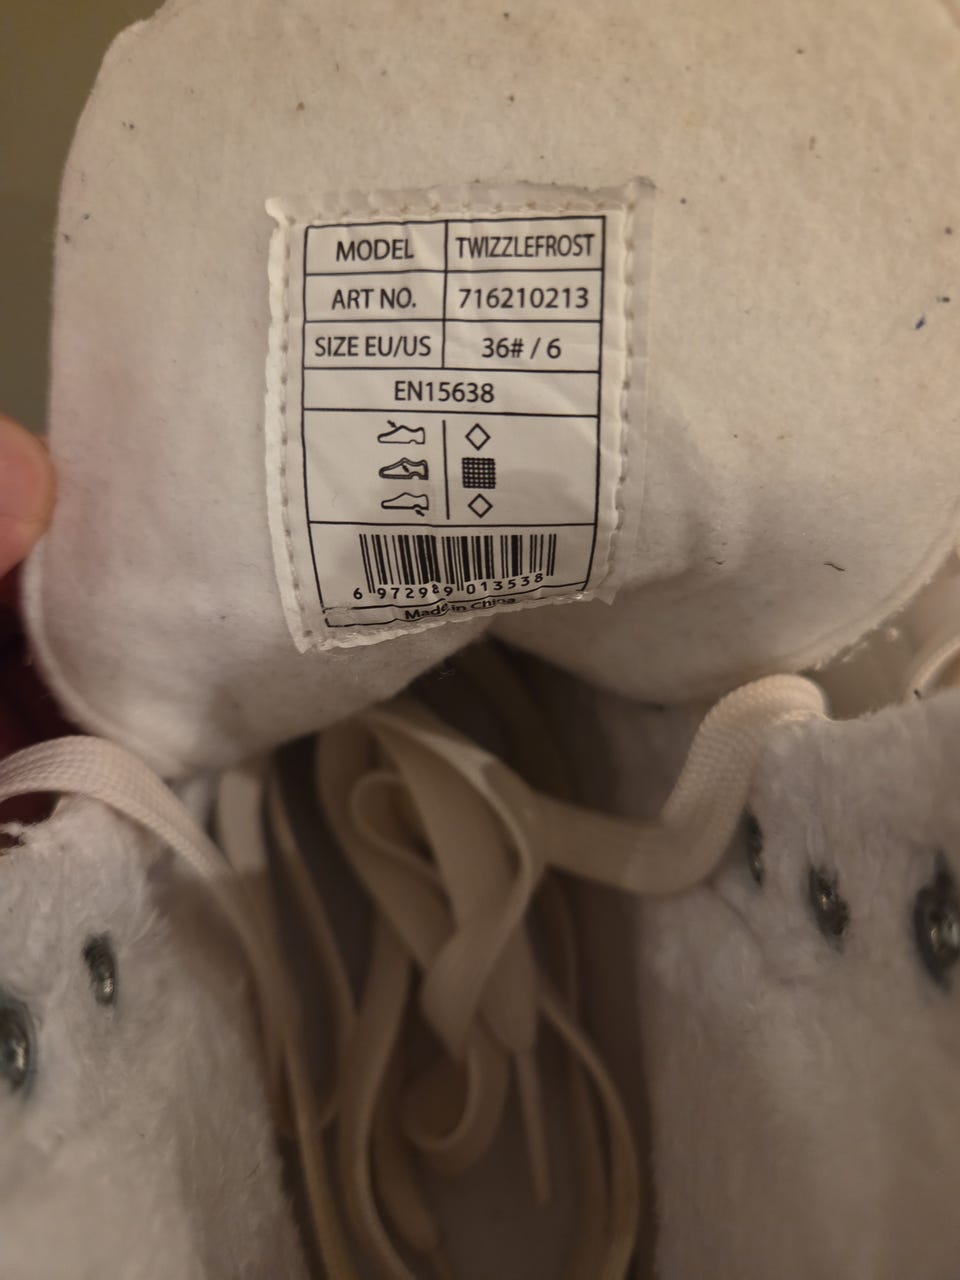 MODEL TWIZZLEFROST
ART NO. 716210213
SIZE EU/US 36# / 6
EN15638
6 972989 013538
Made in China